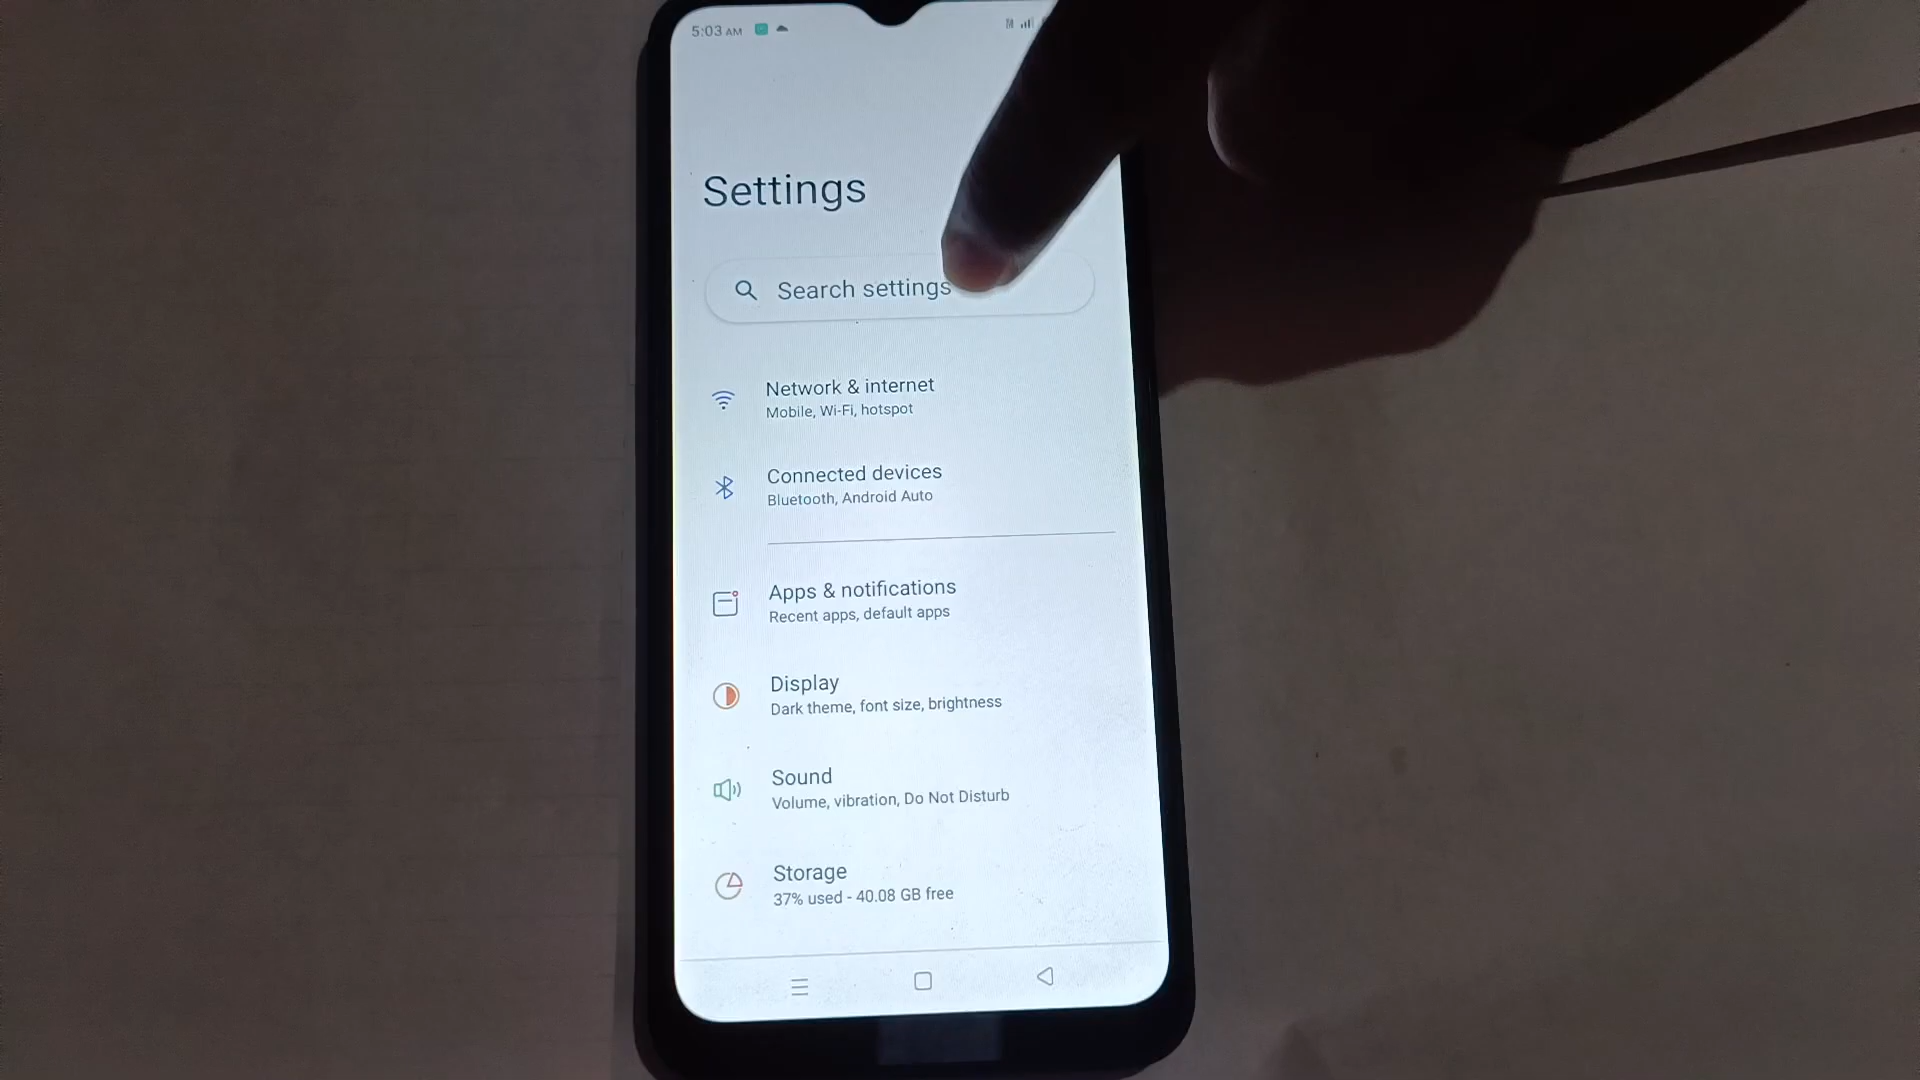 5:03 AM
Settings
Search settings
Network & internet
Mobile, Wi-Fi, hotspot
Connected devices
Bluetooth, Android Auto
Apps & notifications
Recent apps, default apps
Display
Dark theme, font size, brightness
Sound
Volume, vibration, Do Not Disturb
Storage
37% used - 40.08 GB free